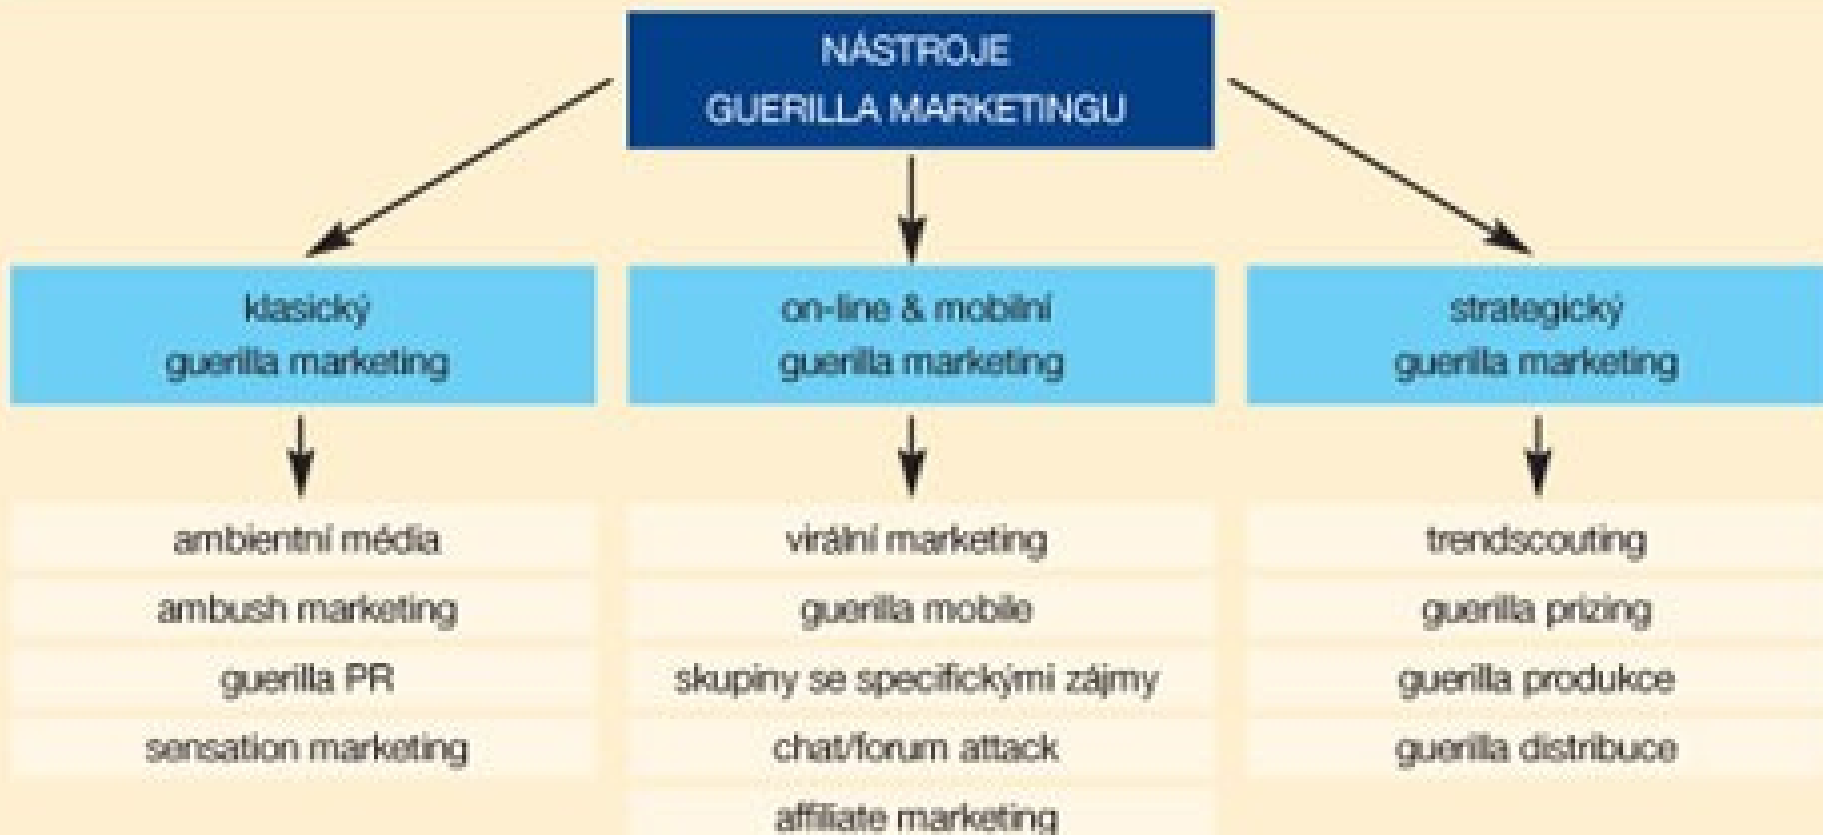 NÁSTROJE
GUERILLA MARKETINGU
klasický
guerilla marketing
on-line & mobilní
guerilla marketing
strategický
guerilla marketing
ambientní média
ambush marketing
guerilla PR
sensation marketing
virální marketing
guerilla mobile
skupiny se specifickými zájmy
chat/forum attack
affiliate marketing
trendscouting
guerilla prizing
guerilla produkce
guerilla distribuce